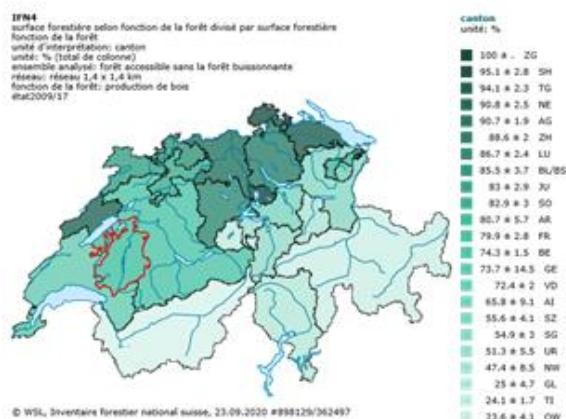 IFN4
surface forestière selon fonction de la forêt divisé par surface forestière
fonction de la forêt
unité d'interprétation: canton
unité: % (total de colonne)
ensemble analysé: forêt accessible sans la forêt buissonnante
réseau: réseau 1,4 x 1,4 km
fonction de la forêt: production de bois
état2009/17
canton
unité: %
100 ± . ZG
95.1 ± 2.8 SH
94.1 ± 2.3 TG
90.8 ± 2.5 NE
90.7 ± 1.9 AG
88.6 ± 2 ZH
86.7 ± 2.4 LU
85.5 ± 3.7 BL/BS
83 ± 2.9 JU
82.9 ± 3 SO
80.7 ± 5.7 AR
79.9 ± 2.8 FR
74.3 ± 1.5 BE
73.7 ± 14.5 GE
72.4 ± 2 VD
65.8 ± 9.1 AI
55.6 ± 4.1 SZ
54.9 ± 3 SG
51.3 ± 5.5 UR
47.4 ± 8.5 NW
25 ± 4.7 GL
24.1 ± 1.7 TI
23.6 ± 4.1 OW
© WSL, Inventaire forestier national suisse, 23.09.2020 #898129/362497